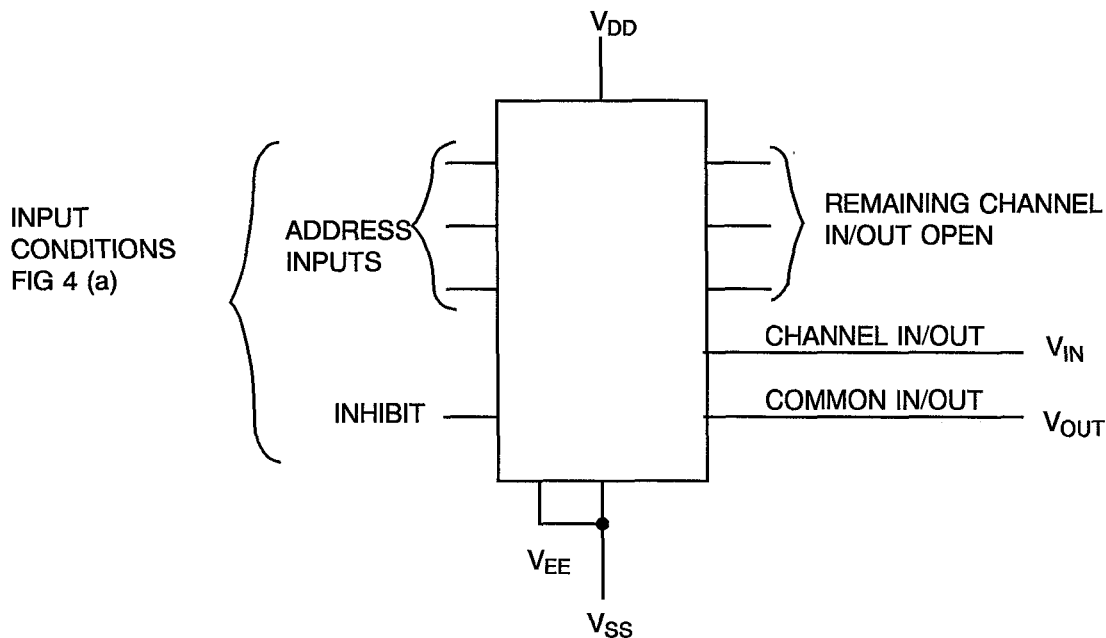 VDD
INPUT
CONDITIONS
FIG 4 (a)
ADDRESS
INPUTS
REMAINING CHANNEL
IN/OUT OPEN
CHANNEL IN/OUT
VIN
INHIBIT
COMMON IN/OUT
VOUT
VEE
VSS